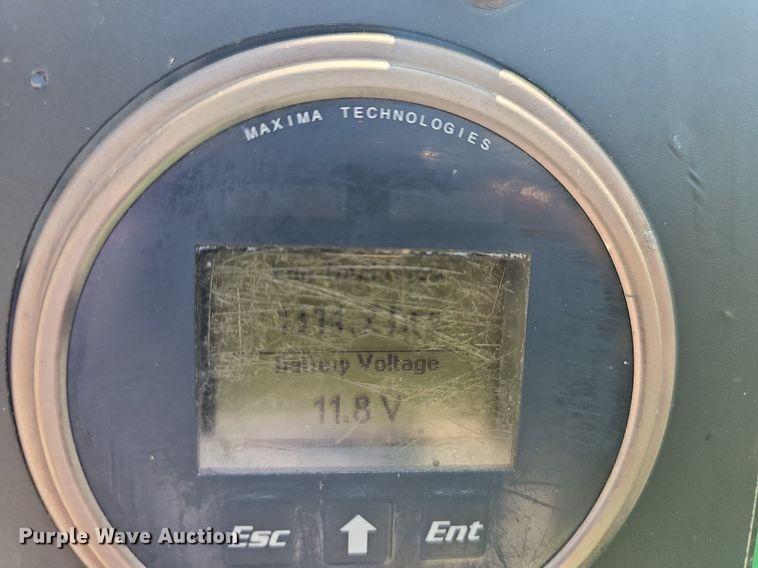 MAXIMA TECHNOLOGIES
Battery Voltage
11.8 V
Esc
Ent
Purple Wave Auction